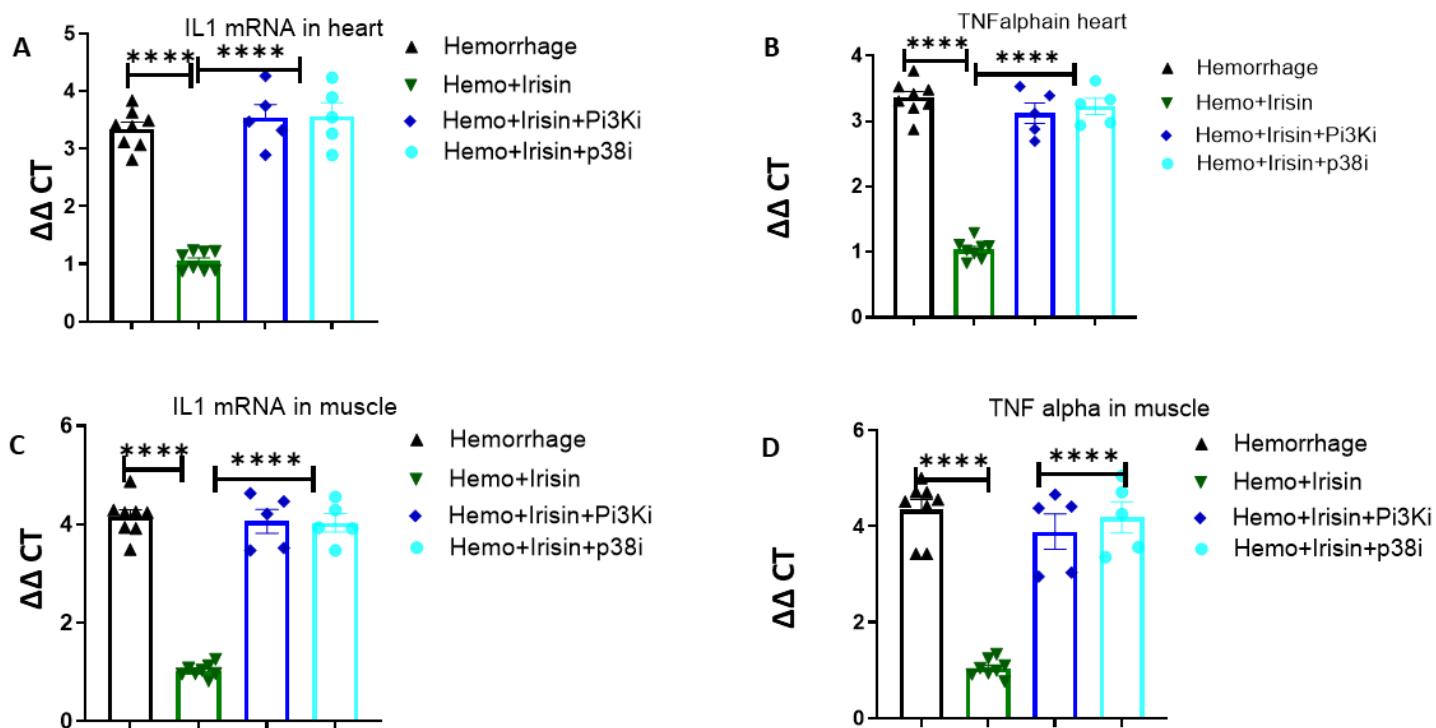 A
IL1 mRNA in heart
ΔΔ CT
5
4
3
2
1
0
****
****
Hemorrhage
Hemo+Irisin
Hemo+Irisin+Pi3Ki
Hemo+Irisin+p38i
B
TNFalphain heart
ΔΔ CT
4
3
2
1
0
****
****
Hemorrhage
Hemo+Irisin
Hemo+Irisin+Pi3Ki
Hemo+Irisin+p38i
C
IL1 mRNA in muscle
ΔΔ CT
6
4
2
0
****
****
Hemorrhage
Hemo+Irisin
Hemo+Irisin+Pi3Ki
Hemo+Irisin+p38i
D
TNF alpha in muscle
ΔΔ CT
6
4
2
0
****
****
Hemorrhage
Hemo+Irisin
Hemo+Irisin+Pi3Ki
Hemo+Irisin+p38i